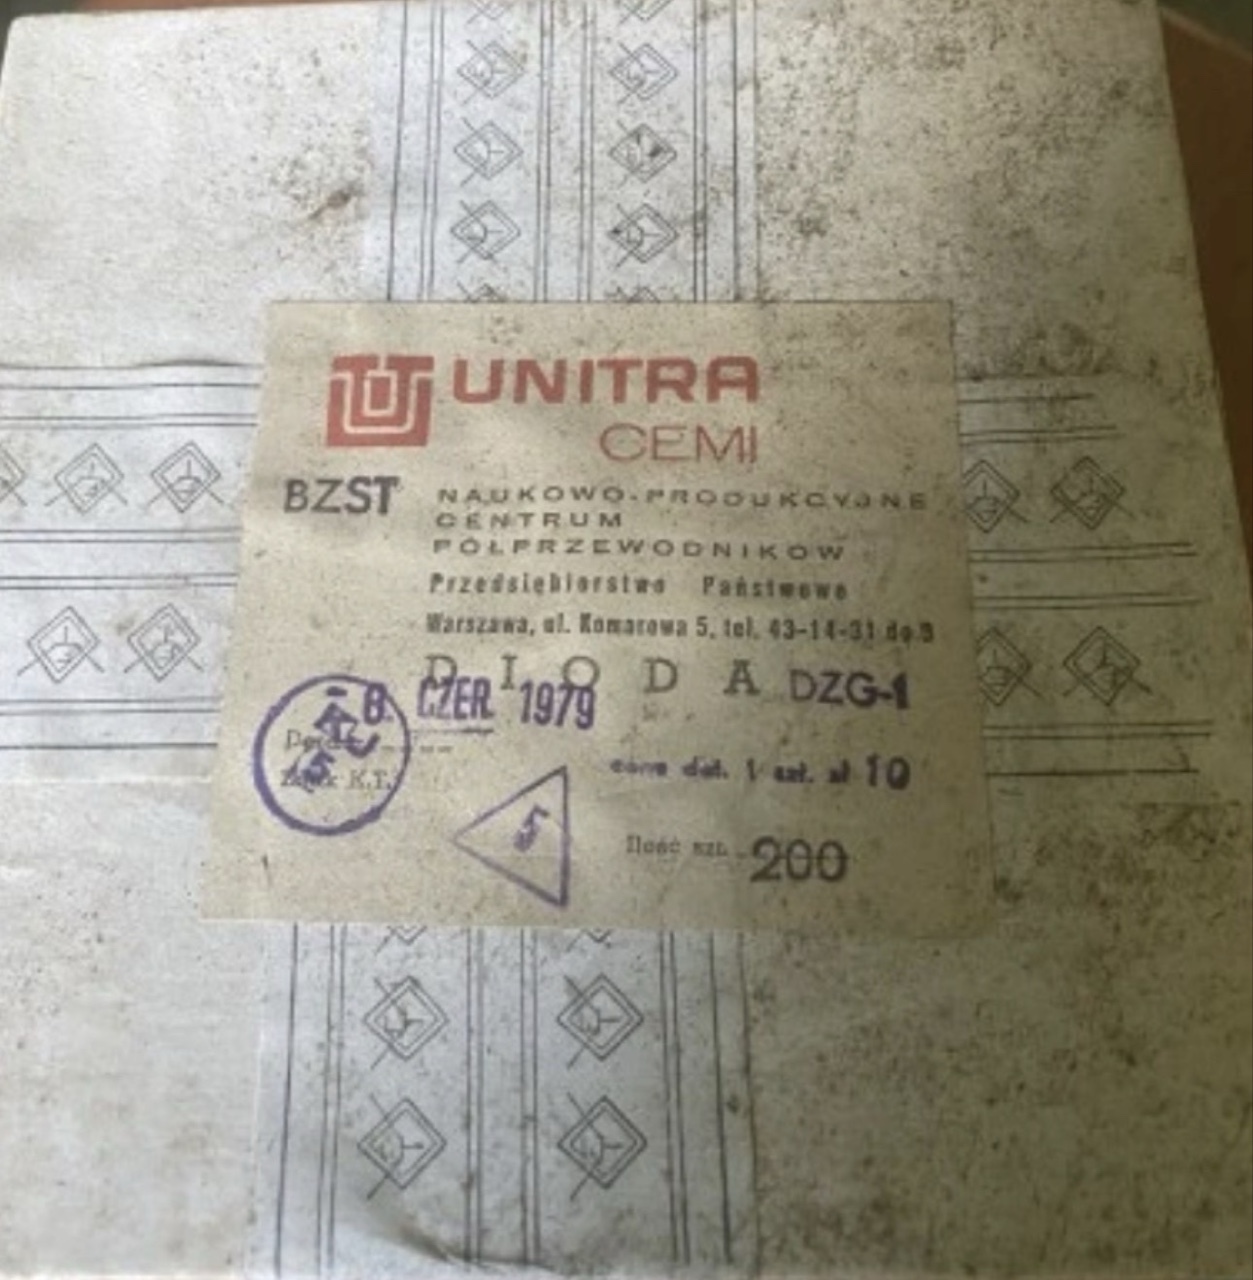 UNITRA
CEMI
BZST
NAUKOWO-PRODUKCYJNE
CENTRUM
PÓŁPRZEWODNIKÓW
Przedsiębiorstwo Państwowe
Warszawa, ul. Komarowa 5, tel. 43-14-31 do 9
DIODA DZG-1
8. CZER. 1979
K.T.
cena det. 1 szt. zł 10
5
Ilość szt. 200